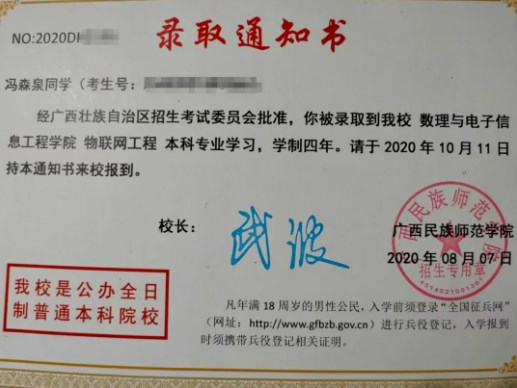 录取通知书
NO:2020DI
冯森泉同学（考生号：
经广西壮族自治区招生考试委员会批准，你被录取到我校 数理与电子信
息工程学院 物联网工程 本科专业学习，学制四年。请于 2020 年 10 月 11 日
持本通知书来校报到。
校长： 武波
广西民族师范学院
2020 年 08 月 07 日
广西民族师范学院
招生专用章
我校是公办全日
制普通本科院校
凡年满 18 周岁的男性公民，入学前须登录“全国征兵网”
（网址：http://www.gfbzb.gov.cn）进行兵役登记，入学报到
时须携带兵役登记相关证明。